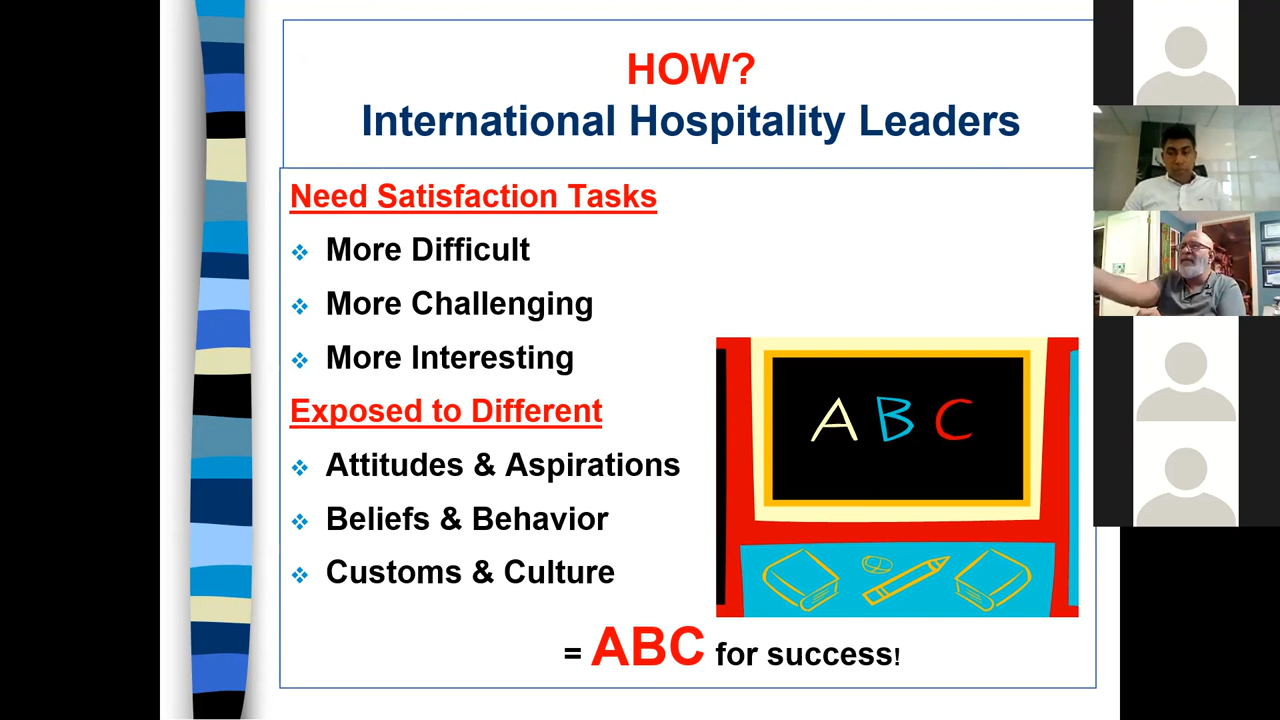 HOW?
International Hospitality Leaders
Need Satisfaction Tasks
More Difficult
More Challenging
More Interesting
Exposed to Different
Attitudes & Aspirations
Beliefs & Behavior
Customs & Culture
A B C
= ABC for success!